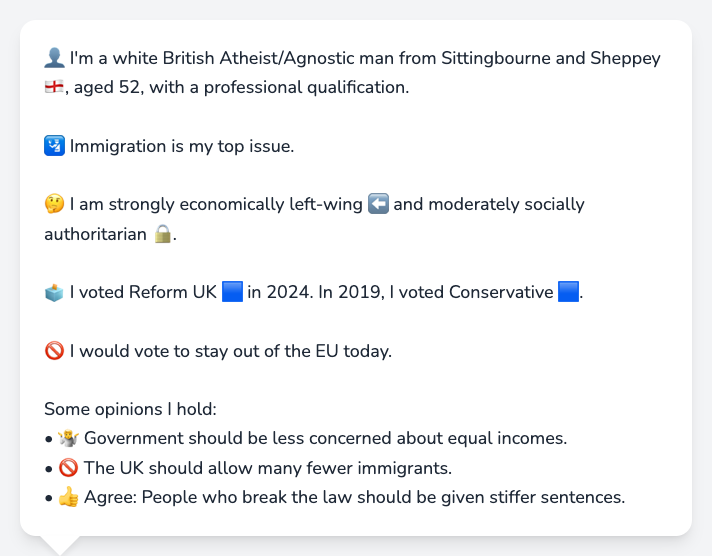 👤 I'm a white British Atheist/Agnostic man from Sittingbourne and Sheppey
🏴󠁧󠁢󠁥󠁮󠁧󠁿, aged 52, with a professional qualification.
🛂 Immigration is my top issue.
🤔 I am strongly economically left-wing ⬅️ and moderately socially
authoritarian 🔒.
🗳️ I voted Reform UK 🟦 in 2024. In 2019, I voted Conservative 🟦.
🚫 I would vote to stay out of the EU today.
Some opinions I hold:
• 🤷 Government should be less concerned about equal incomes.
• 🚫 The UK should allow many fewer immigrants.
• 👍 Agree: People who break the law should be given stiffer sentences.